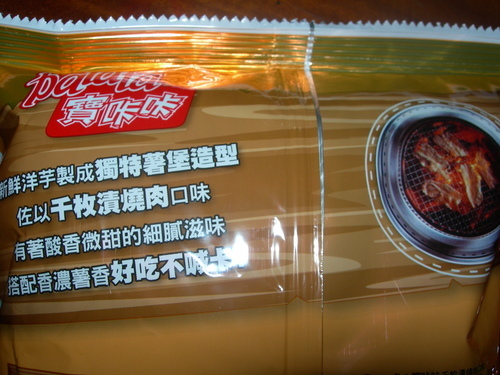 寶咔咔
新鮮洋芋製成獨特薯堡造型
佐以千枚漬燒肉口味
有著酸香微甜的細膩滋味
搭配香濃薯香好吃不喊卡